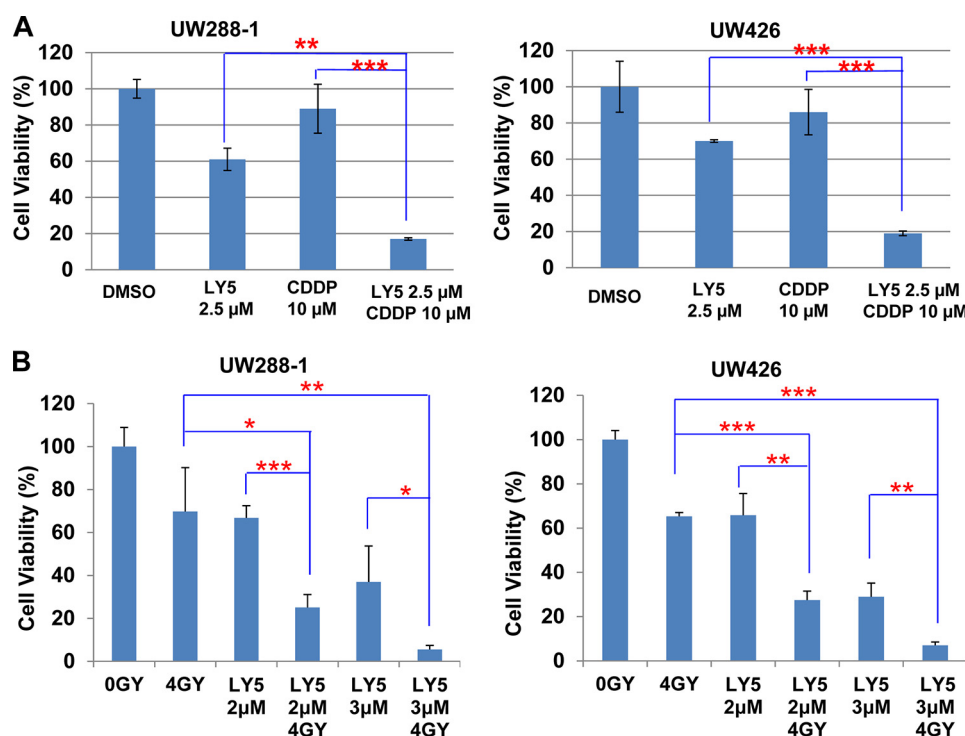 A
UW288-1
**
***
120
100
80
60
40
20
0
Cell Viability (%)
DMSO
LY5
2.5 µM
CDDP
10 µM
LY5 2.5 µM
CDDP 10 µM
UW426
***
***
120
100
80
60
40
20
0
Cell Viability (%)
DMSO
LY5
2.5 µM
CDDP
10 µM
LY5 2.5 µM
CDDP 10 µM
B
UW288-1
**
*
***
*
120
100
80
60
40
20
0
Cell Viability (%)
0GY
4GY
LY5
2µM
LY5
2µM
4GY
LY5
3µM
LY5
3µM
4GY
UW426
***
***
**
**
120
100
80
60
40
20
0
Cell Viability (%)
0GY
4GY
LY5
2µM
LY5
2µM
4GY
LY5
3µM
LY5
3µM
4GY